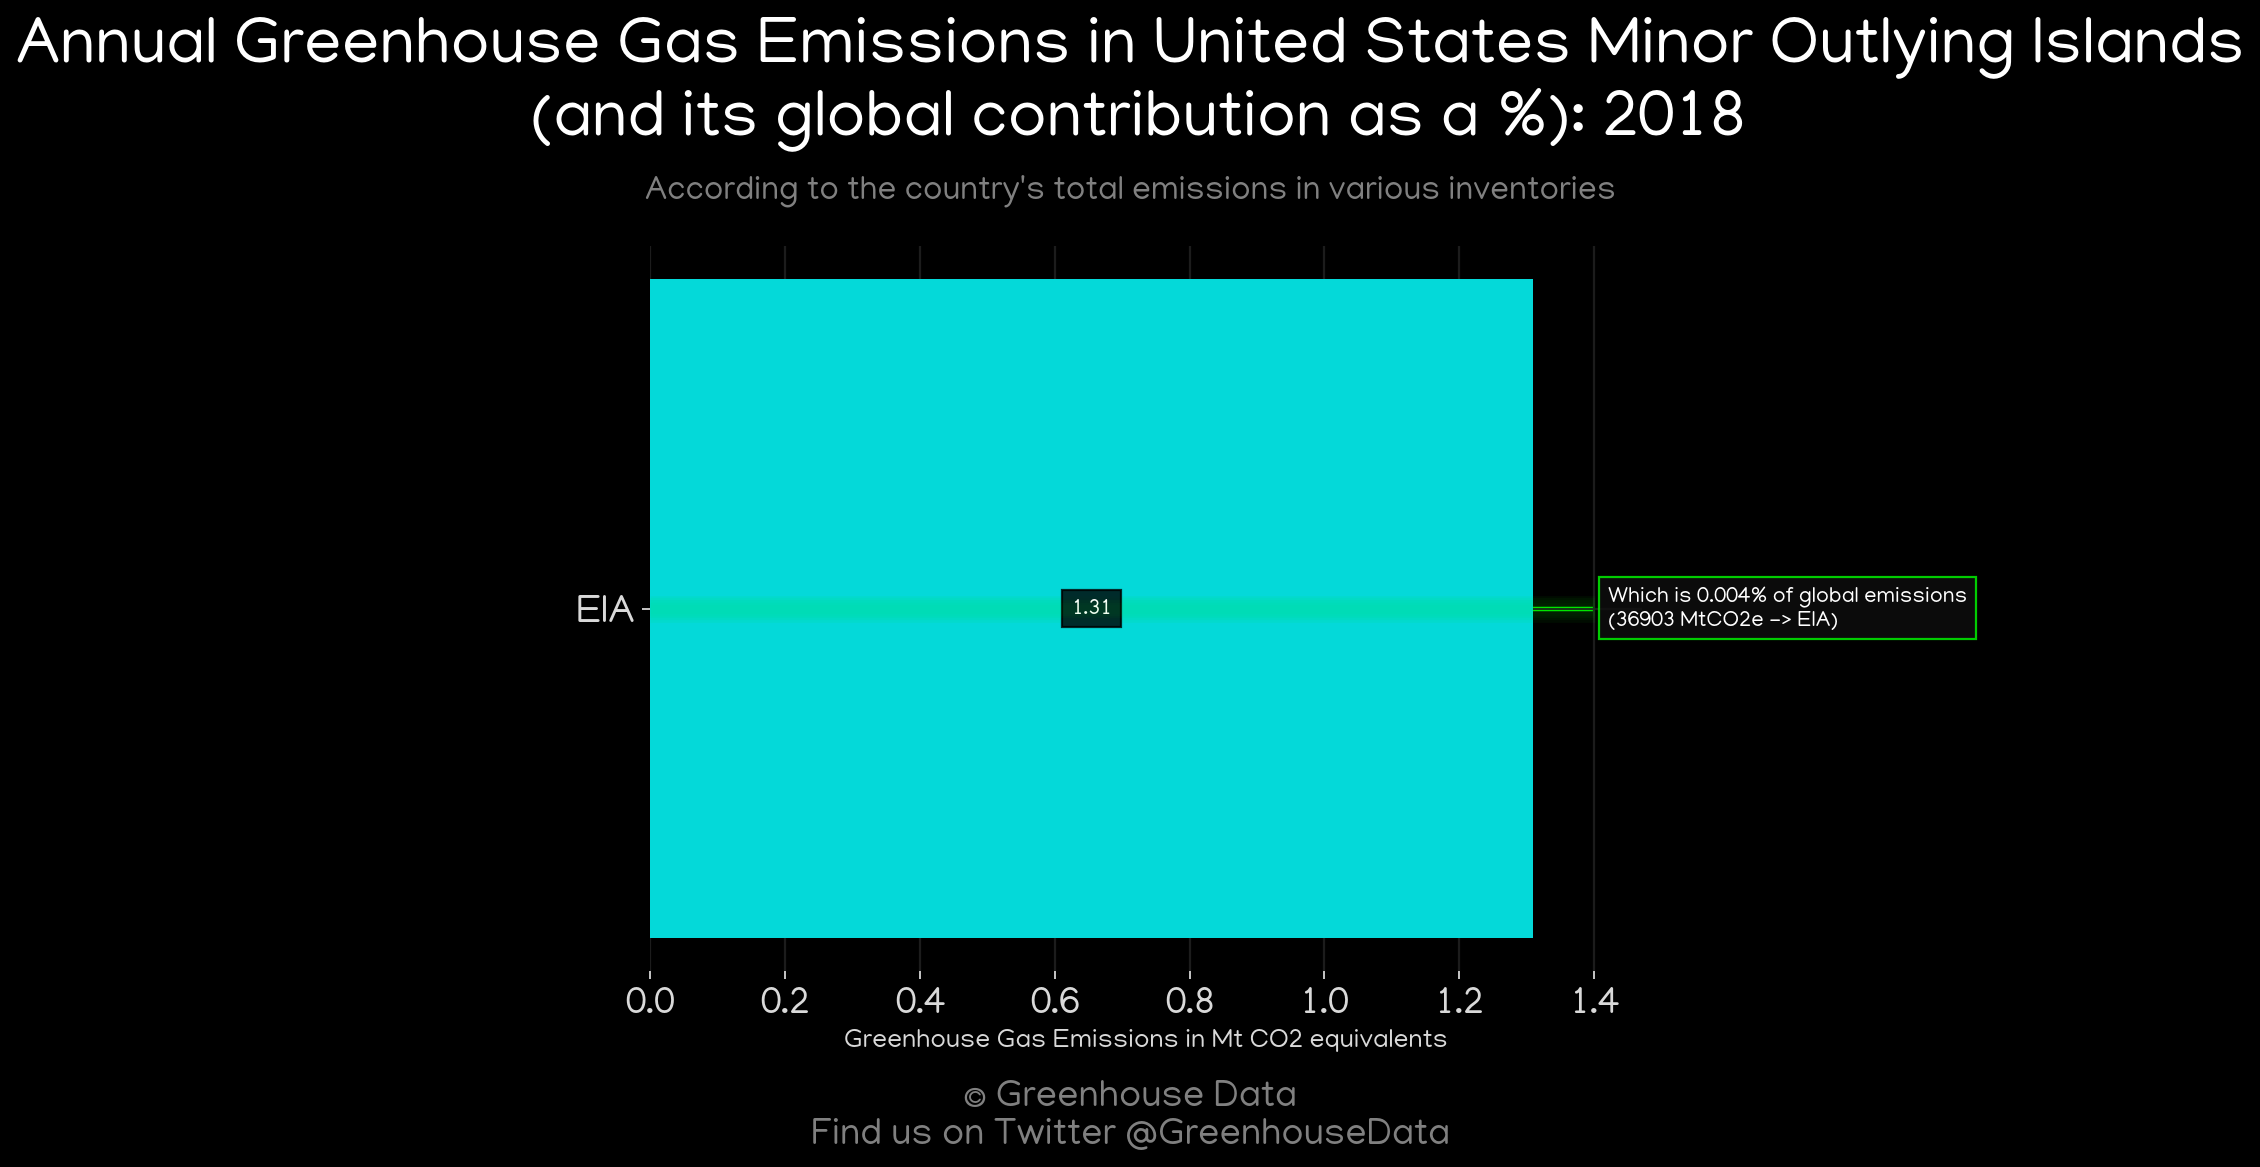 Annual Greenhouse Gas Emissions in United States Minor Outlying Islands
(and its global contribution as a %): 2018
According to the country's total emissions in various inventories
EIA
1.31
Which is 0.004% of global emissions
(36903 MtCO2e -> EIA)
0.0 0.2 0.4 0.6 0.8 1.0 1.2 1.4
Greenhouse Gas Emissions in Mt CO2 equivalents
© Greenhouse Data
Find us on Twitter @GreenhouseData